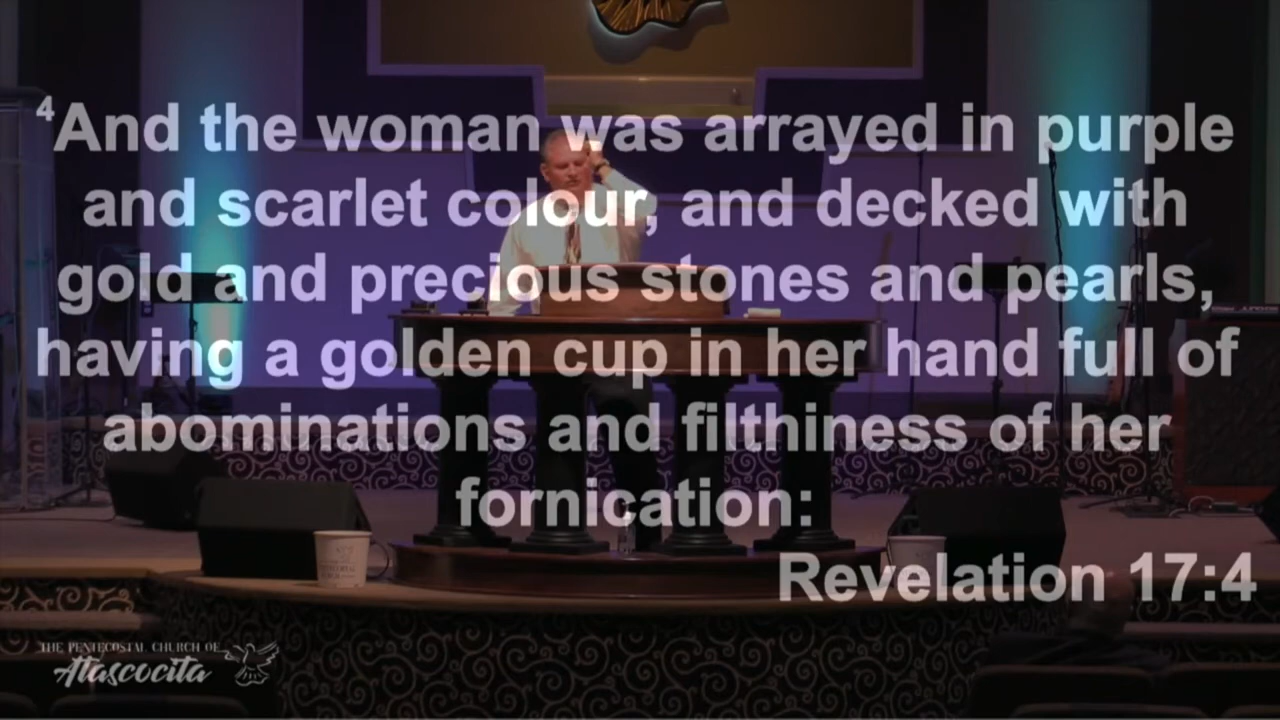 4And the woman was arrayed in purple
and scarlet colour, and decked with
gold and precious stones and pearls,
having a golden cup in her hand full of
abominations and filthiness of her
fornication:
Revelation 17:4
THE PENTECOSTAL CHURCH OF
Atascocita